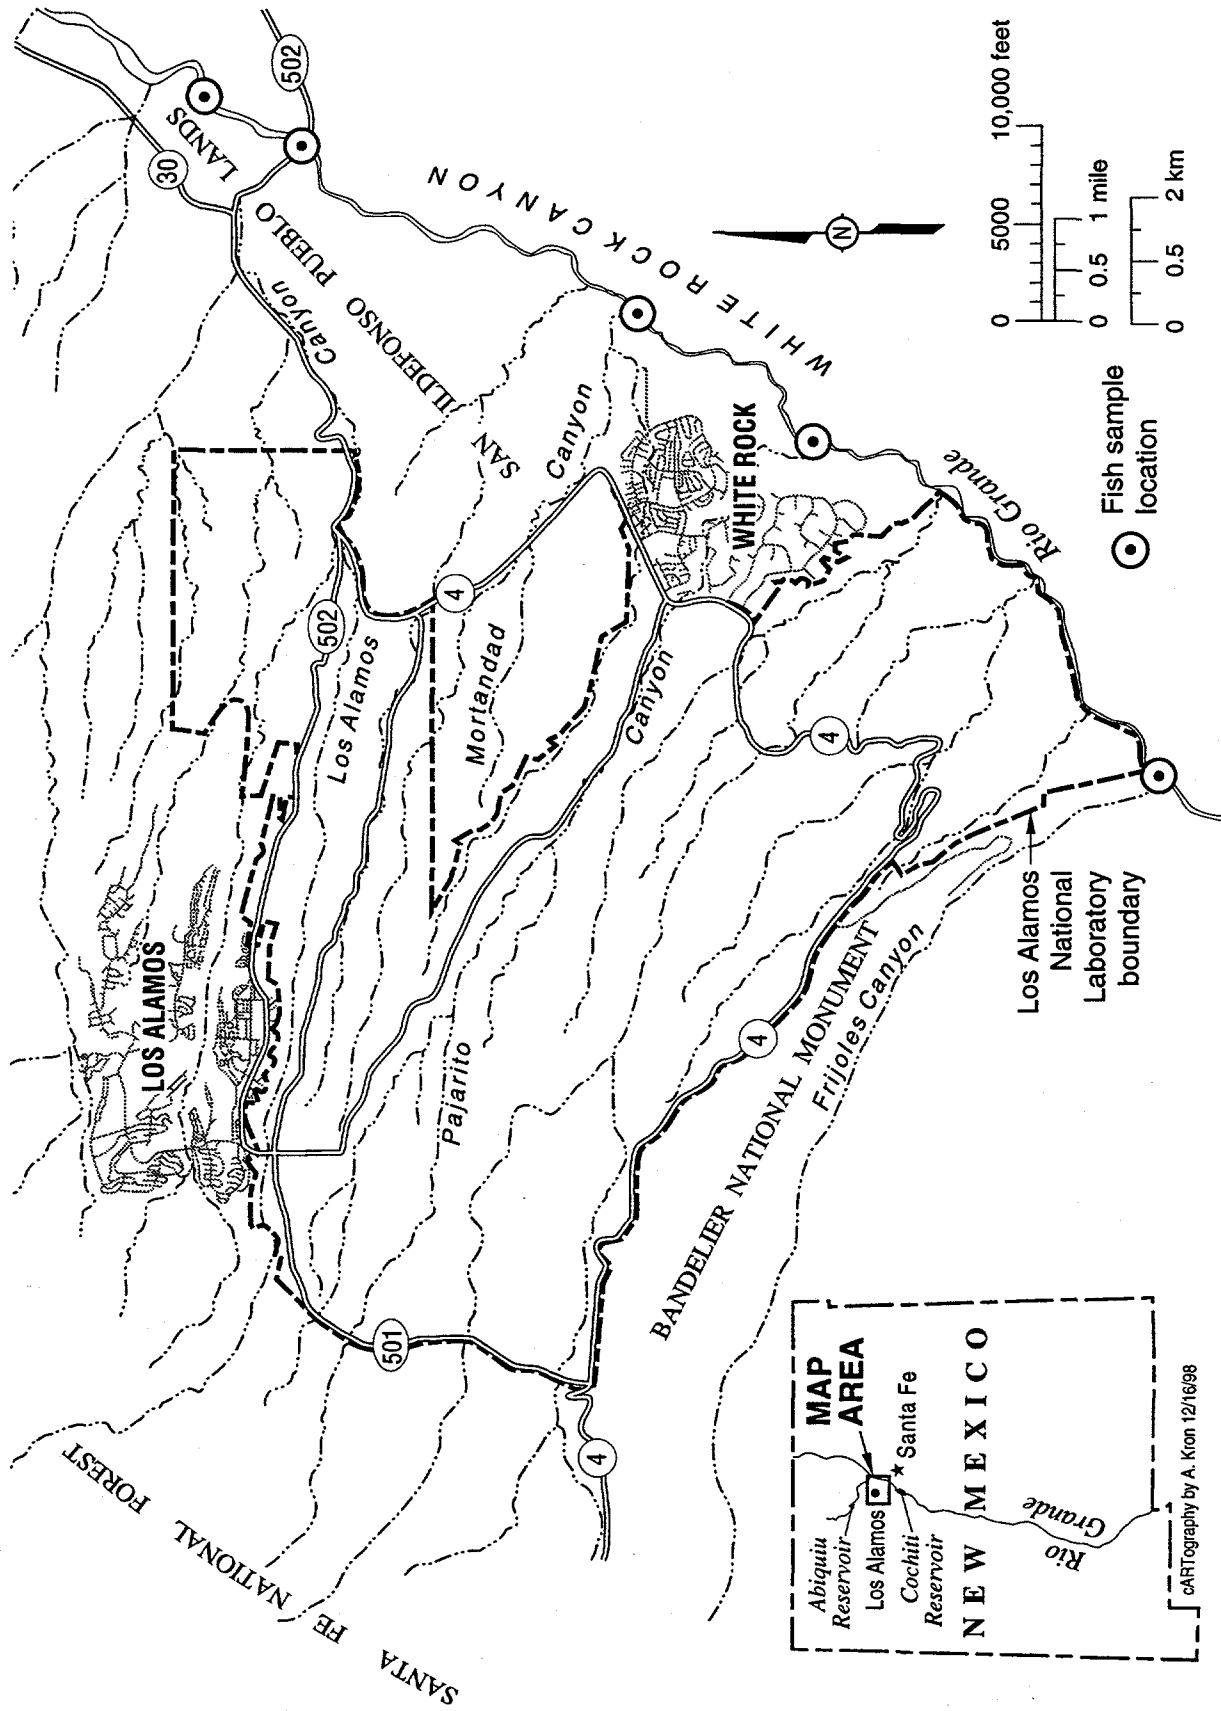 SANTA FE NATIONAL FOREST
LOS ALAMOS
501
4
502
Los Alamos
Canyon
30
502
SAN ILDEFONSO PUEBLO
LANDS
Mortandad
Canyon
4
Pajarito
Canyon
WHITE ROCK
WHITE ROCK CANYON
4
4
BANDELIER NATIONAL MONUMENT
Frijoles Canyon
Rio Grande
Los Alamos
National
Laboratory
boundary
Fish sample
location
N
0
5000
10,000 feet
0
0.5
1 mile
0
0.5
2 km
MAP
AREA
Abiquiu
Reservoir
Los Alamos
Santa Fe
Cochiti
Reservoir
NEW MEXICO
Rio
Grande
cARTography by A. Kron 12/16/98